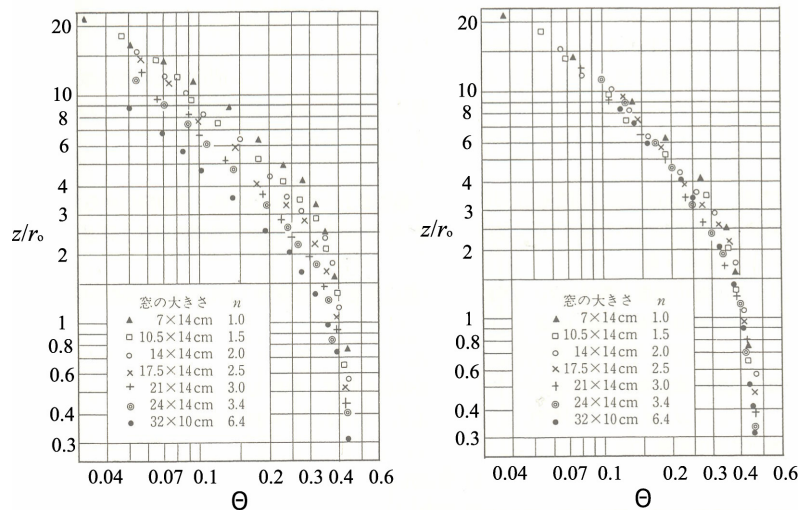 20
10
8
6
4
3
2
1
0.8
0.6
0.4
0.3
z/r₀
窓の大きさ n
▲ 7×14cm 1.0
□ 10.5×14cm 1.5
○ 14×14cm 2.0
× 17.5×14cm 2.5
+ 21×14cm 3.0
◎ 24×14cm 3.4
● 32×10cm 6.4
0.04 0.07 0.1 0.2 0.3 0.4 0.6
Θ
20
10
8
6
4
3
2
1
0.8
0.6
0.4
0.3
z/r₀
窓の大きさ n
▲ 7×14cm 1.0
□ 10.5×14cm 1.5
○ 14×14cm 2.0
× 17.5×14cm 2.5
+ 21×14cm 3.0
◎ 24×14cm 3.4
● 32×10cm 6.4
0.04 0.07 0.1 0.2 0.3 0.4 0.6
Θ